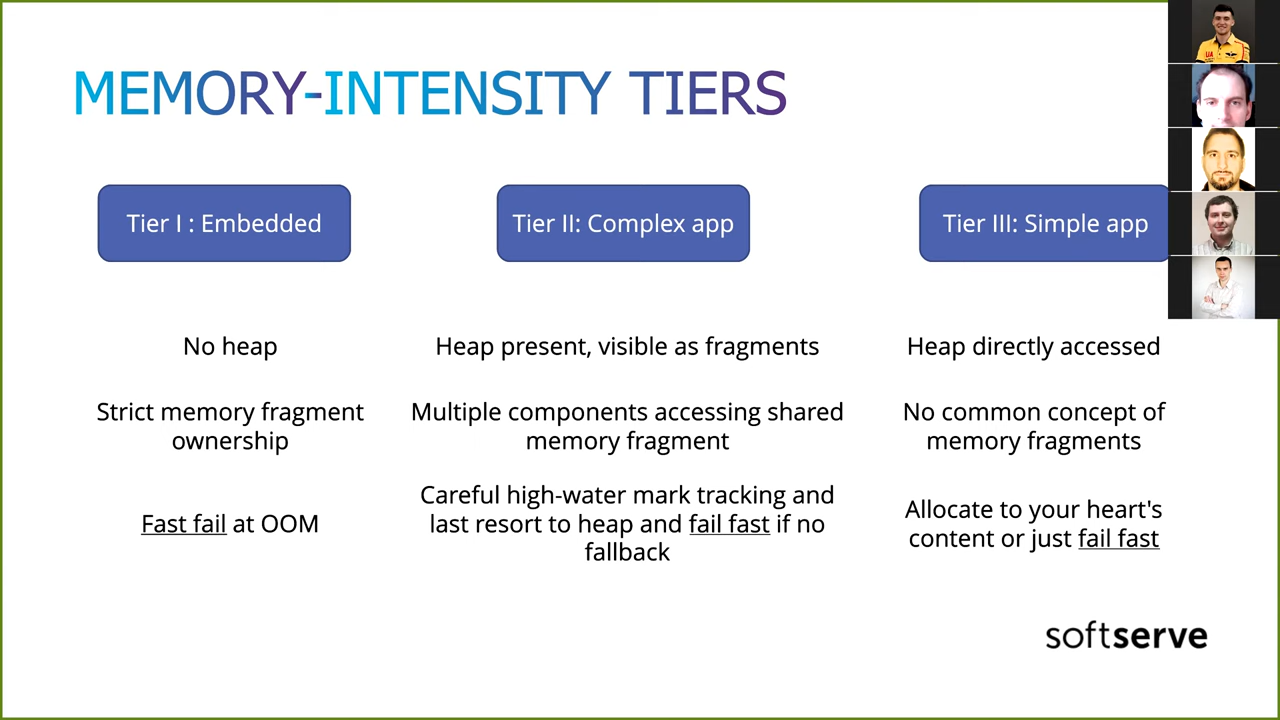 MEMORY-INTENSITY TIERS
Tier I : Embedded
Tier II: Complex app
Tier III: Simple app
No heap
Heap present, visible as fragments
Heap directly accessed
Strict memory fragment
ownership
Multiple components accessing shared
memory fragment
No common concept of
memory fragments
Fast fail at OOM
Careful high-water mark tracking and
last resort to heap and fail fast if no
fallback
Allocate to your heart's
content or just fail fast
softserve
UA